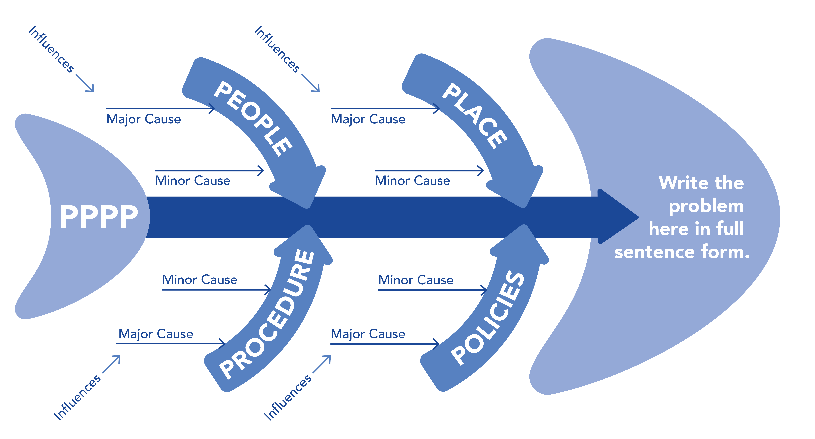 Influences
Influences
PEOPLE
PLACE
Major Cause
Major Cause
Minor Cause
Minor Cause
PPPP
Write the
problem
here in full
sentence form.
Minor Cause
Minor Cause
PROCEDURE
POLICIES
Major Cause
Major Cause
Influences
Influences